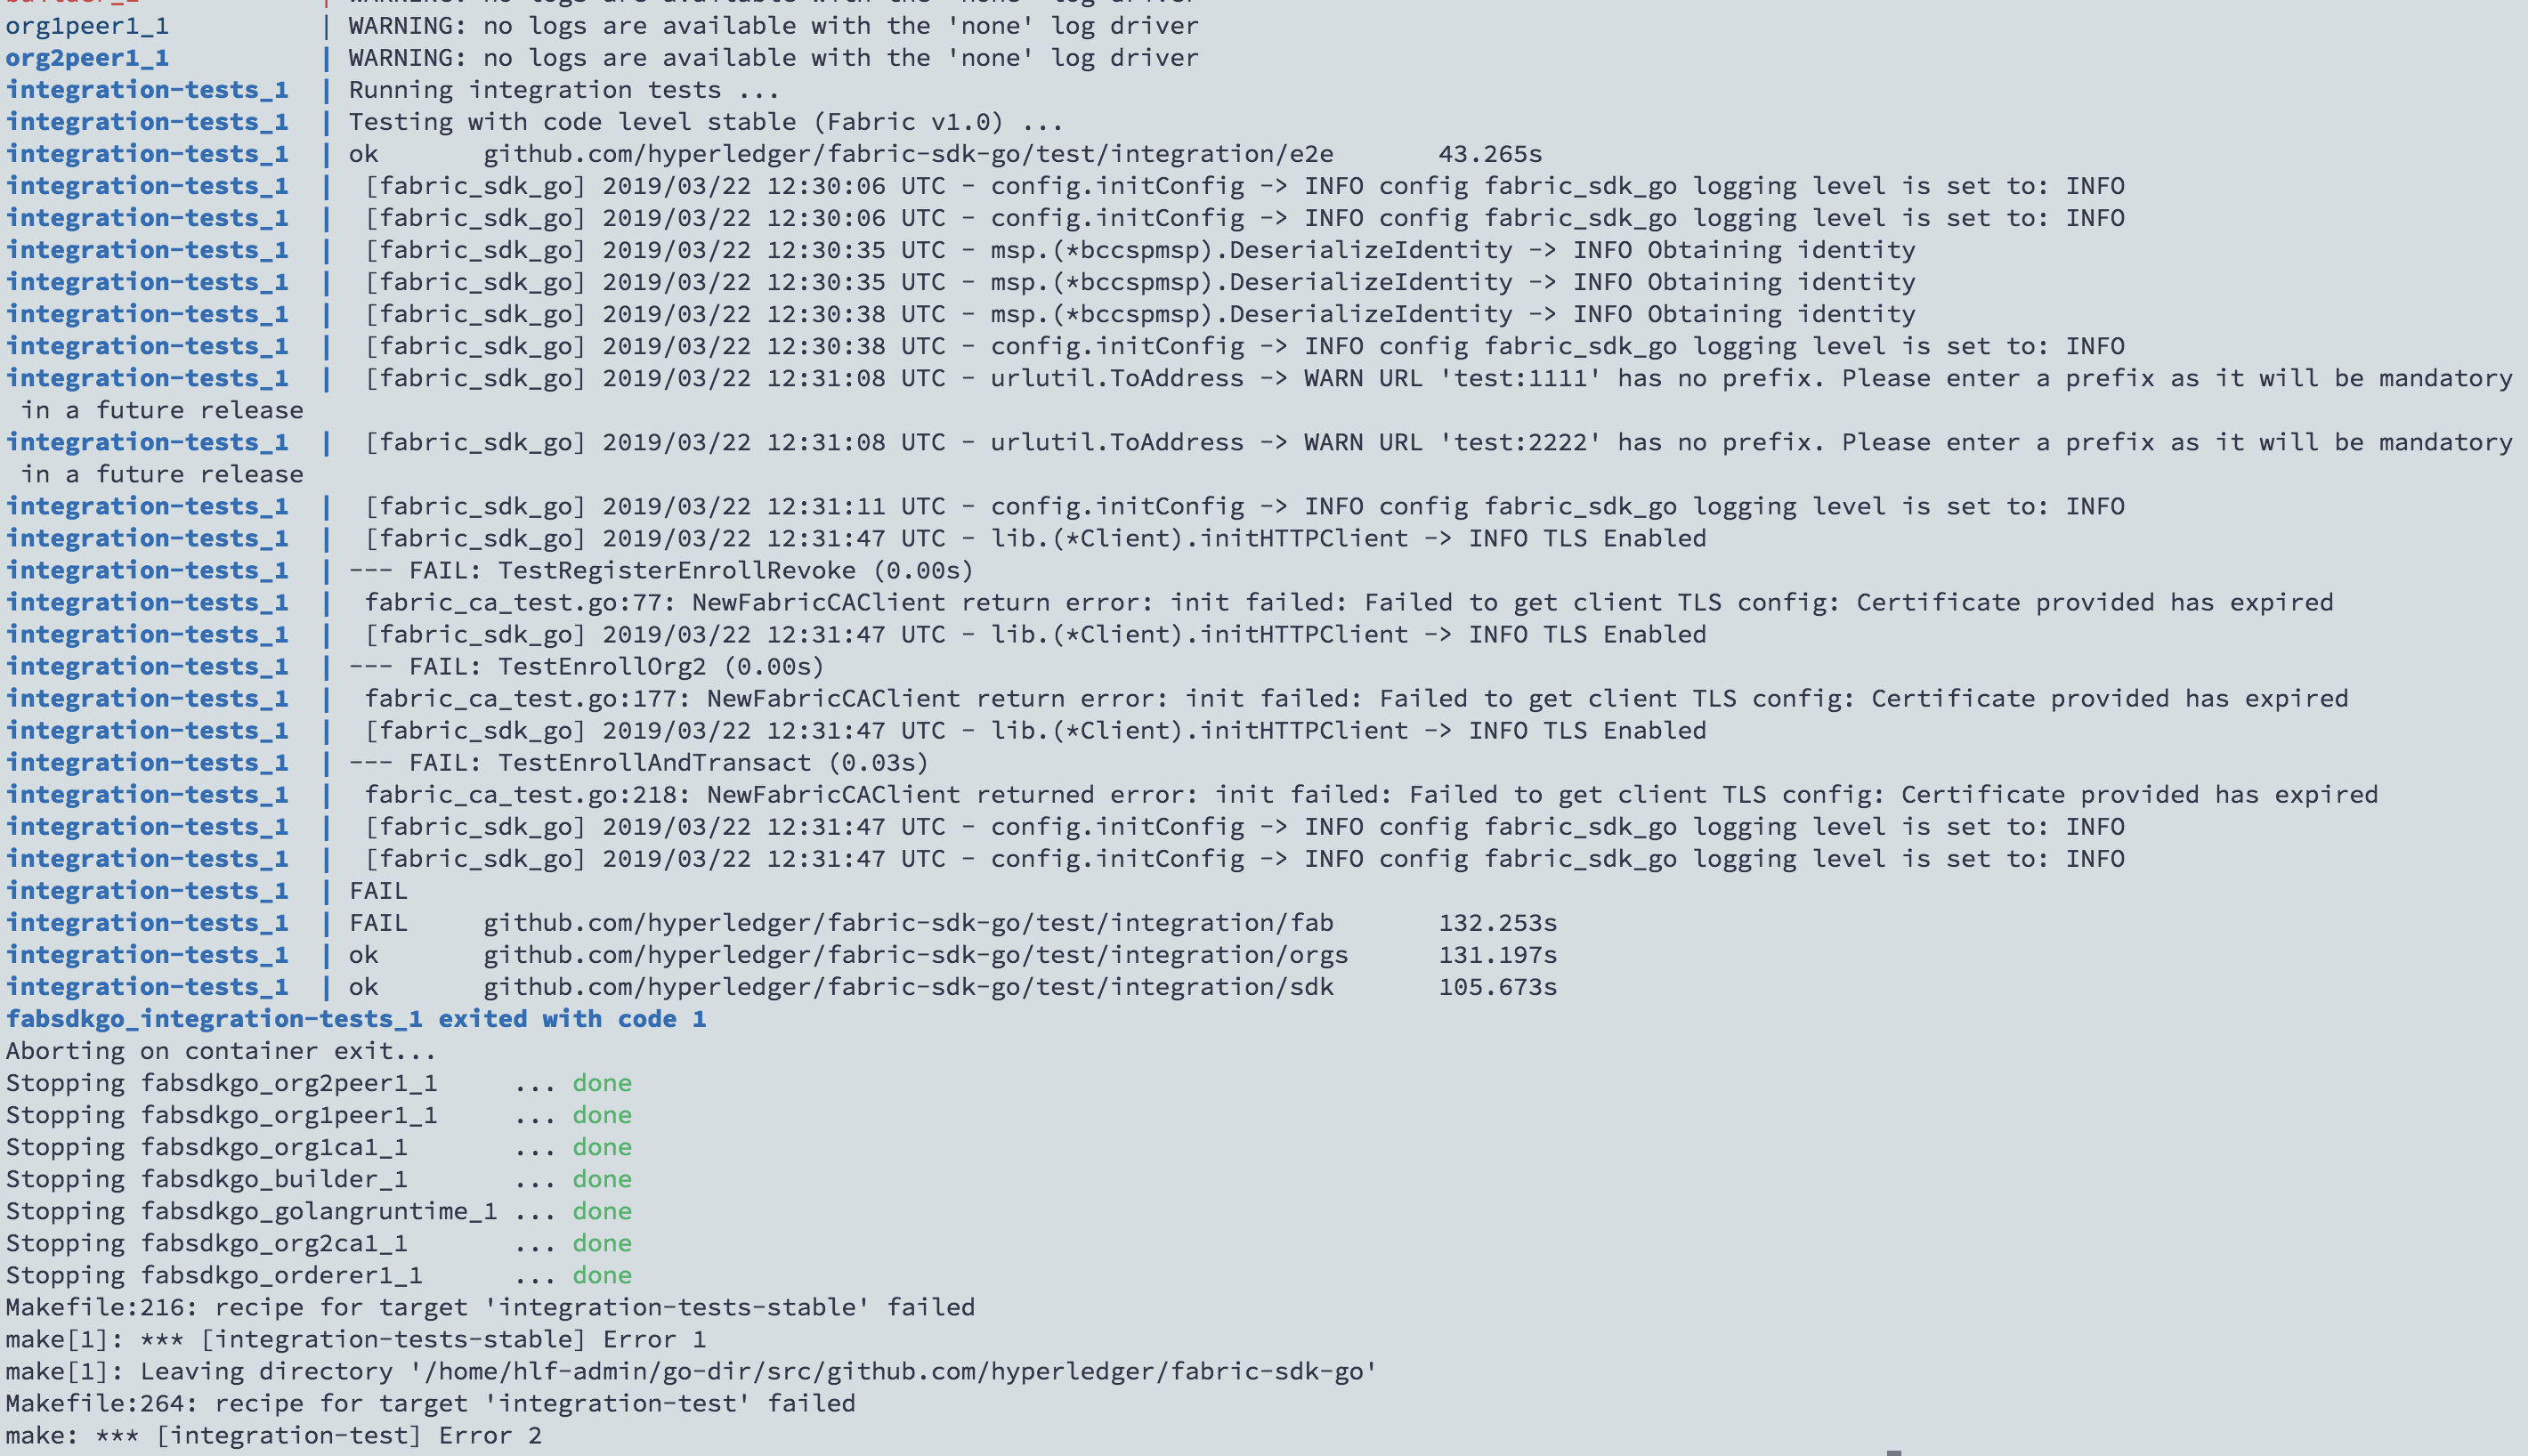 org1peer1_1 | WARNING: no logs are available with the 'none' log driver
org2peer1_1 | WARNING: no logs are available with the 'none' log driver
integration-tests_1 | Running integration tests ...
integration-tests_1 | Testing with code level stable (Fabric v1.0) ...
integration-tests_1 | ok github.com/hyperledger/fabric-sdk-go/test/integration/e2e 43.265s
integration-tests_1 | [fabric_sdk_go] 2019/03/22 12:30:06 UTC - config.initConfig -> INFO config fabric_sdk_go logging level is set to: INFO
integration-tests_1 | [fabric_sdk_go] 2019/03/22 12:30:06 UTC - config.initConfig -> INFO config fabric_sdk_go logging level is set to: INFO
integration-tests_1 | [fabric_sdk_go] 2019/03/22 12:30:35 UTC - msp.(*bccspmsp).DeserializeIdentity -> INFO Obtaining identity
integration-tests_1 | [fabric_sdk_go] 2019/03/22 12:30:35 UTC - msp.(*bccspmsp).DeserializeIdentity -> INFO Obtaining identity
integration-tests_1 | [fabric_sdk_go] 2019/03/22 12:30:38 UTC - msp.(*bccspmsp).DeserializeIdentity -> INFO Obtaining identity
integration-tests_1 | [fabric_sdk_go] 2019/03/22 12:30:38 UTC - config.initConfig -> INFO config fabric_sdk_go logging level is set to: INFO
integration-tests_1 | [fabric_sdk_go] 2019/03/22 12:31:08 UTC - urlutil.ToAddress -> WARN URL 'test:1111' has no prefix. Please enter a prefix as it will be mandatory
in a future release
integration-tests_1 | [fabric_sdk_go] 2019/03/22 12:31:08 UTC - urlutil.ToAddress -> WARN URL 'test:2222' has no prefix. Please enter a prefix as it will be mandatory
in a future release
integration-tests_1 | [fabric_sdk_go] 2019/03/22 12:31:11 UTC - config.initConfig -> INFO config fabric_sdk_go logging level is set to: INFO
integration-tests_1 | [fabric_sdk_go] 2019/03/22 12:31:47 UTC - lib.(*Client).initHTTPClient -> INFO TLS Enabled
integration-tests_1 | --- FAIL: TestRegisterEnrollRevoke (0.00s)
integration-tests_1 | fabric_ca_test.go:77: NewFabricCAClient return error: init failed: Failed to get client TLS config: Certificate provided has expired
integration-tests_1 | [fabric_sdk_go] 2019/03/22 12:31:47 UTC - lib.(*Client).initHTTPClient -> INFO TLS Enabled
integration-tests_1 | --- FAIL: TestEnrollOrg2 (0.00s)
integration-tests_1 | fabric_ca_test.go:177: NewFabricCAClient return error: init failed: Failed to get client TLS config: Certificate provided has expired
integration-tests_1 | [fabric_sdk_go] 2019/03/22 12:31:47 UTC - lib.(*Client).initHTTPClient -> INFO TLS Enabled
integration-tests_1 | --- FAIL: TestEnrollAndTransact (0.03s)
integration-tests_1 | fabric_ca_test.go:218: NewFabricCAClient returned error: init failed: Failed to get client TLS config: Certificate provided has expired
integration-tests_1 | [fabric_sdk_go] 2019/03/22 12:31:47 UTC - config.initConfig -> INFO config fabric_sdk_go logging level is set to: INFO
integration-tests_1 | [fabric_sdk_go] 2019/03/22 12:31:47 UTC - config.initConfig -> INFO config fabric_sdk_go logging level is set to: INFO
integration-tests_1 | FAIL
integration-tests_1 | FAIL github.com/hyperledger/fabric-sdk-go/test/integration/fab 132.253s
integration-tests_1 | ok github.com/hyperledger/fabric-sdk-go/test/integration/orgs 131.197s
integration-tests_1 | ok github.com/hyperledger/fabric-sdk-go/test/integration/sdk 105.673s
fabsdkgo_integration-tests_1 exited with code 1
Aborting on container exit...
Stopping fabsdkgo_org2peer1_1 ... done
Stopping fabsdkgo_org1peer1_1 ... done
Stopping fabsdkgo_org1ca1_1 ... done
Stopping fabsdkgo_builder_1 ... done
Stopping fabsdkgo_golangruntime_1 ... done
Stopping fabsdkgo_org2ca1_1 ... done
Stopping fabsdkgo_orderer1_1 ... done
Makefile:216: recipe for target 'integration-tests-stable' failed
make[1]: *** [integration-tests-stable] Error 1
make[1]: Leaving directory '/home/hlf-admin/go-dir/src/github.com/hyperledger/fabric-sdk-go'
Makefile:264: recipe for target 'integration-test' failed
make: *** [integration-test] Error 2